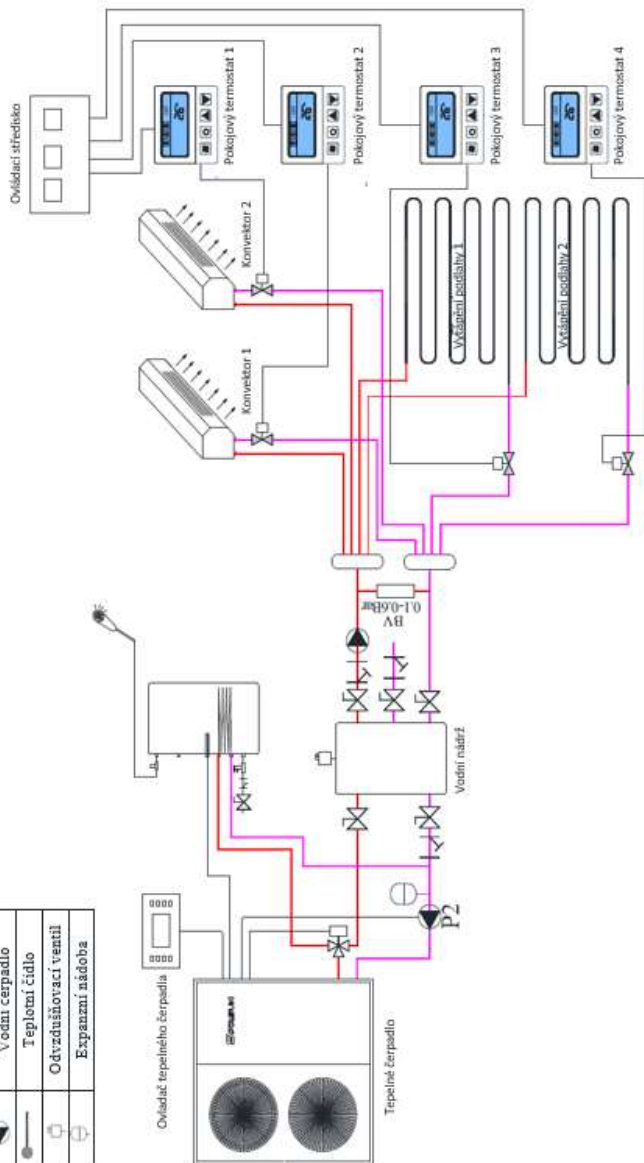 Ovládací středisko
Pokojový termostat 1
Pokojový termostat 2
Pokojový termostat 3
Pokojový termostat 4
Konvektor 2
Konvektor 1
Vytápění podlahy 1
Vytápění podlahy 2
BV
0.1-0.6Bar
Vodní nádrž
P2
Ovladač tepelného čerpadla
Tepelné čerpadlo
Vodní čerpadlo
Teplotní čidlo
Odvzdušňovací ventil
Expanzní nádoba